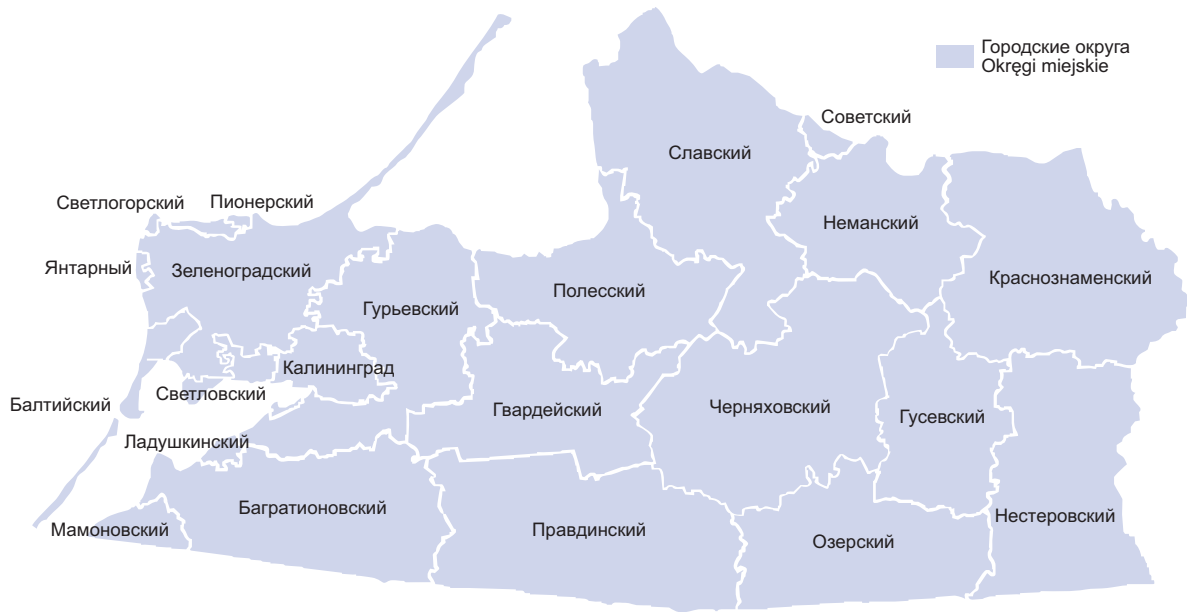 Городские округа
Okręgi miejskie
Советский
Славский
Светлогорский
Пионерский
Неманский
Янтарный
Зеленоградский
Краснознаменский
Полесский
Гурьевский
Калининград
Светловский
Балтийский
Гвардейский
Черняховский
Гусевский
Ладушкинский
Багратионовский
Нестеровский
Мамоновский
Правдинский
Озерский